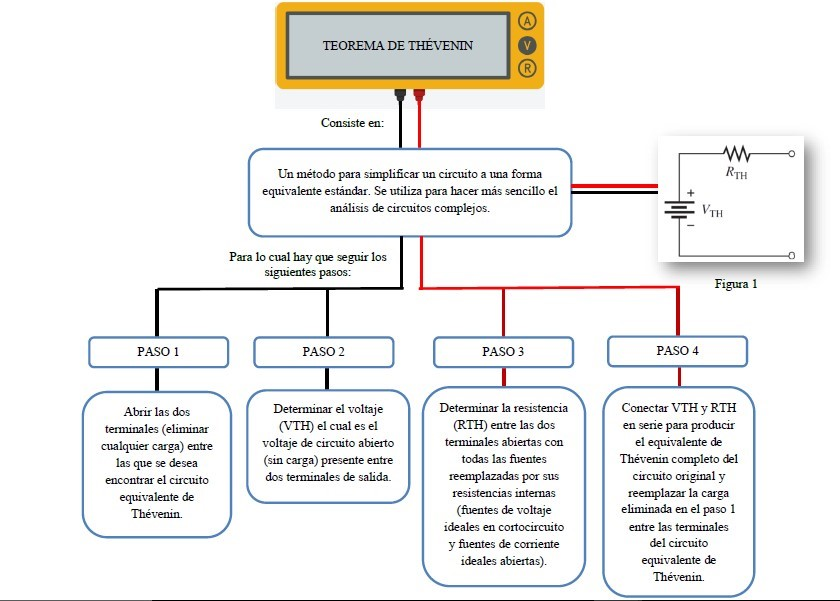 TEOREMA DE THÉVENIN
A
V
R
Consiste en:
Un método para simplificar un circuito a una forma
equivalente estándar. Se utiliza para hacer más sencillo el
análisis de circuitos complejos.
RTH
+
VTH
−
Figura 1
Para lo cual hay que seguir los
siguientes pasos:
PASO 1
PASO 2
PASO 3
PASO 4
Abrir las dos
terminales (eliminar
cualquier carga) entre
las que se desea
encontrar el circuito
equivalente de
Thévenin.
Determinar el voltaje
(VTH) el cual es el
voltaje de circuito abierto
(sin carga) presente entre
dos terminales de salida.
Determinar la resistencia
(RTH) entre las dos
terminales abiertas con
todas las fuentes
reemplazadas por sus
resistencias internas
(fuentes de voltaje
ideales en cortocircuito
y fuentes de corriente
ideales abiertas).
Conectar VTH y RTH
en serie para producir
el equivalente de
Thévenin completo del
circuito original y
reemplazar la carga
eliminada en el paso 1
entre las terminales
del circuito
equivalente de
Thévenin.